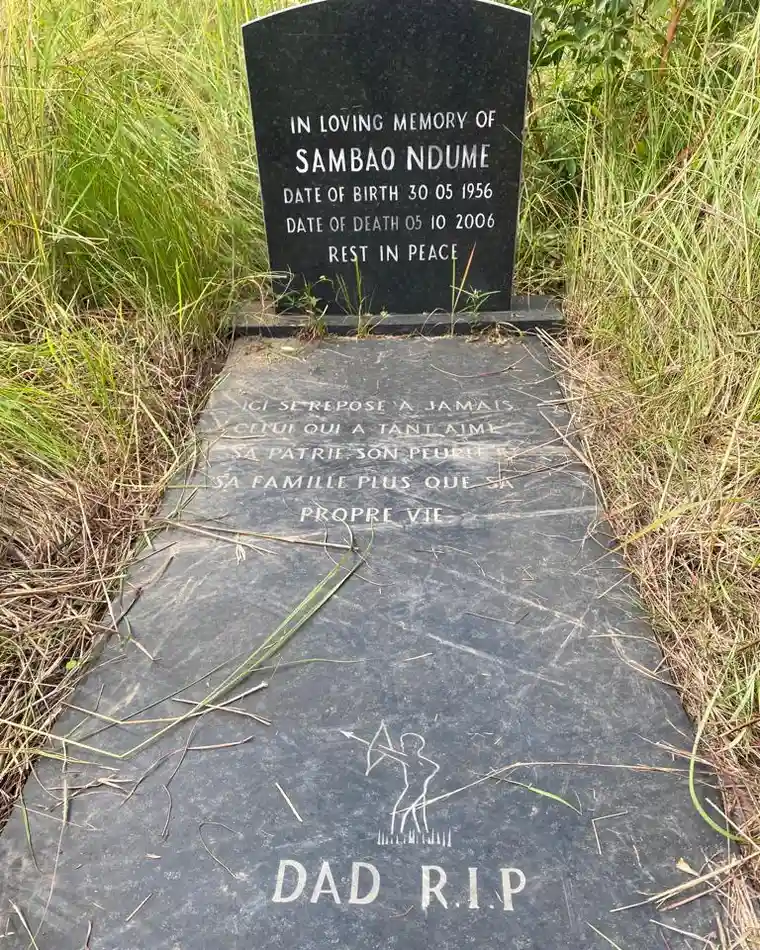 IN LOVING MEMORY OF
SAMBAO NDUME
DATE OF BIRTH 30 05 1956
DATE OF DEATH 05 10 2006
REST IN PEACE
ICI SE REPOSE A JAMAIS
CELUI QUI A TANT AIME
SA PATRIE SON PEUPLE
SA FAMILLE PLUS QUE SA
PROPRE VIE
DAD R.I.P